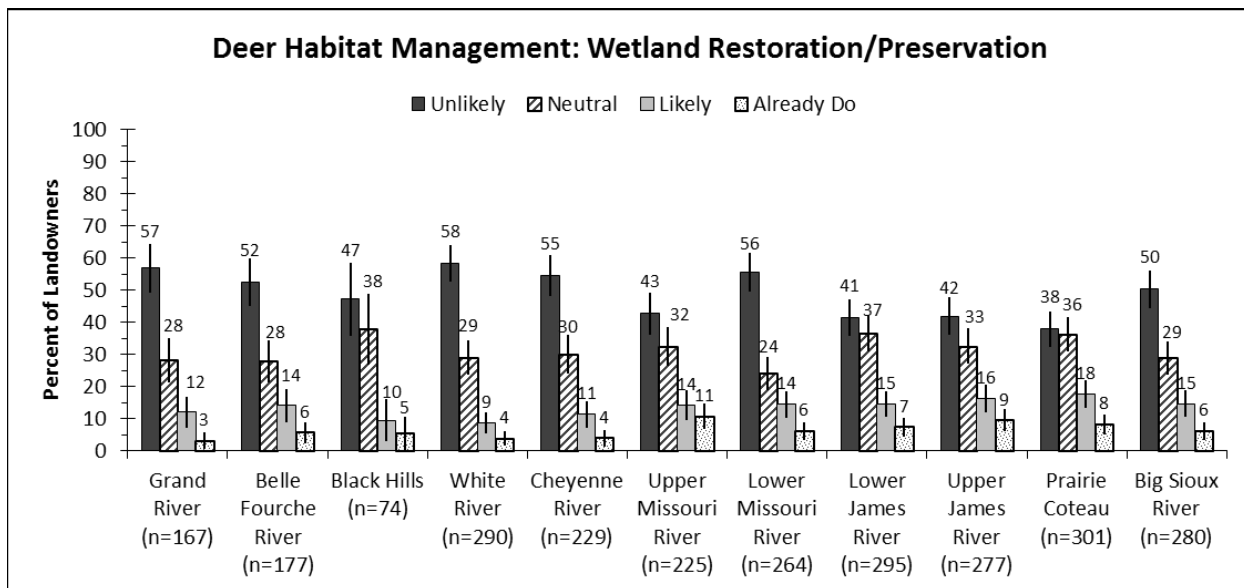 Deer Habitat Management: Wetland Restoration/Preservation
Unlikely Neutral Likely Already Do
Percent of Landowners
100
90
80
70
60
50
40
30
20
10
0
57 28 12 3
52 28 14 6
47 38 10 5
58 29 9 4
55 30 11 4
43 32 14 11
56 24 14 6
41 37 15 7
42 33 16 9
38 36 18 8
50 29 15 6
Grand
River
(n=167)
Belle
Fourche
River
(n=177)
Black Hills
(n=74)
White
River
(n=290)
Cheyenne
River
(n=229)
Upper
Missouri
River
(n=225)
Lower
Missouri
River
(n=264)
Lower
James
River
(n=295)
Upper
James
River
(n=277)
Prairie
Coteau
(n=301)
Big Sioux
River
(n=280)